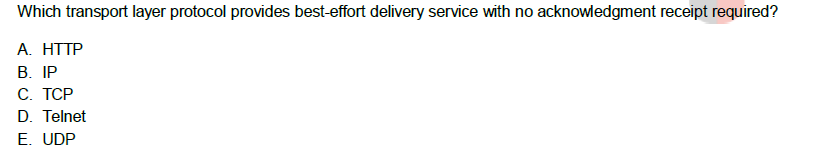 Which transport layer protocol provides best-effort delivery service with no acknowledgment receipt required?
A. HTTP
B. IP
C. TCP
D. Telnet
E. UDP